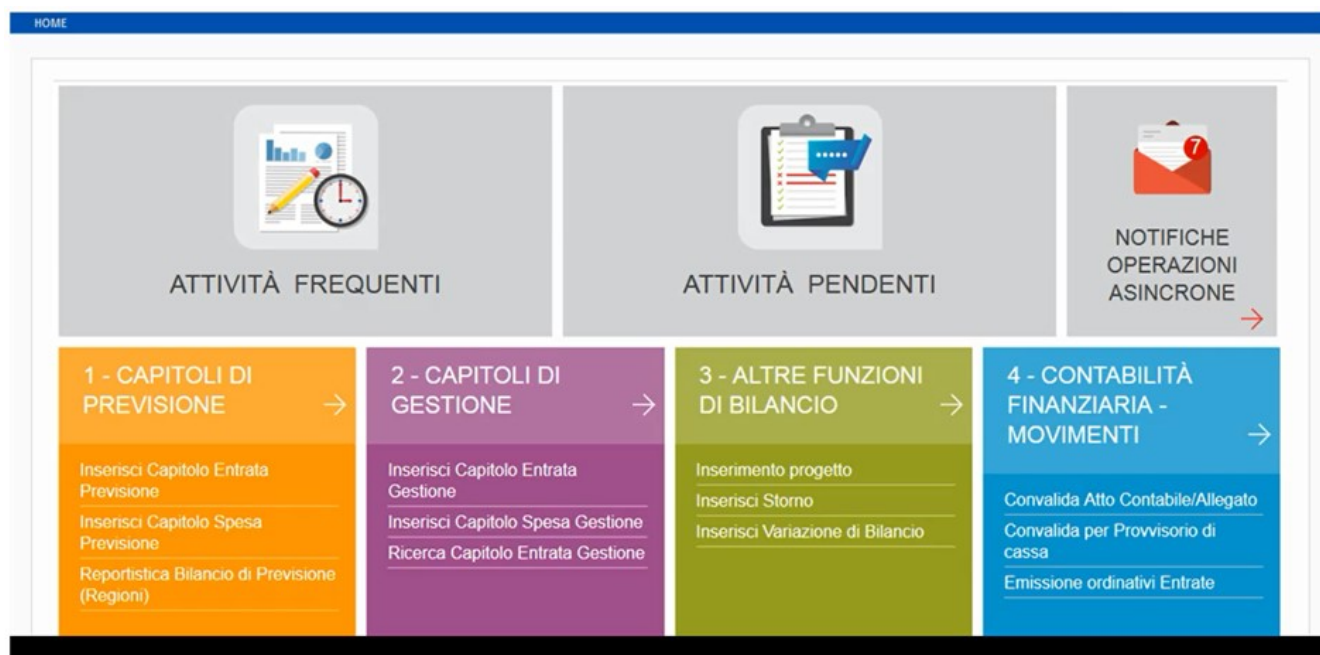 HOME
ATTIVITÀ FREQUENTI
ATTIVITÀ PENDENTI
7
NOTIFICHE
OPERAZIONI
ASINCRONE
1 - CAPITOLI DI
PREVISIONE
Inserisci Capitolo Entrata
Previsione
Inserisci Capitolo Spesa
Previsione
Reportistica Bilancio di Previsione
(Regioni)
2 - CAPITOLI DI
GESTIONE
Inserisci Capitolo Entrata
Gestione
Inserisci Capitolo Spesa Gestione
Ricerca Capitolo Entrata Gestione
3 - ALTRE FUNZIONI
DI BILANCIO
Inserimento progetto
Inserisci Storno
Inserisci Variazione di Bilancio
4 - CONTABILITÀ
FINANZIARIA -
MOVIMENTI
Convalida Atto Contabile/Allegato
Convalida per Provvisorio di
cassa
Emissione ordinativi Entrate